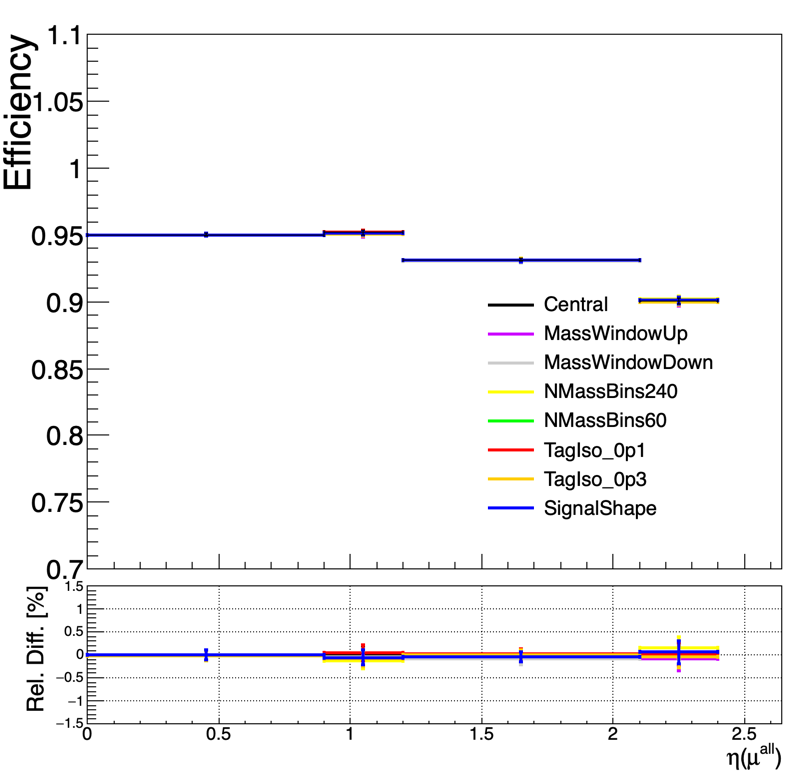 Efficiency
1.1
1.05
1
0.95
0.9
0.85
0.8
0.75
0.7
Central
MassWindowUp
MassWindowDown
NMassBins240
NMassBins60
TagIso_0p1
TagIso_0p3
SignalShape
Rel. Diff. [%]
1.5
1
0.5
0
−0.5
−1
−1.5
0 0.5 1 1.5 2 2.5
η(μ^all)